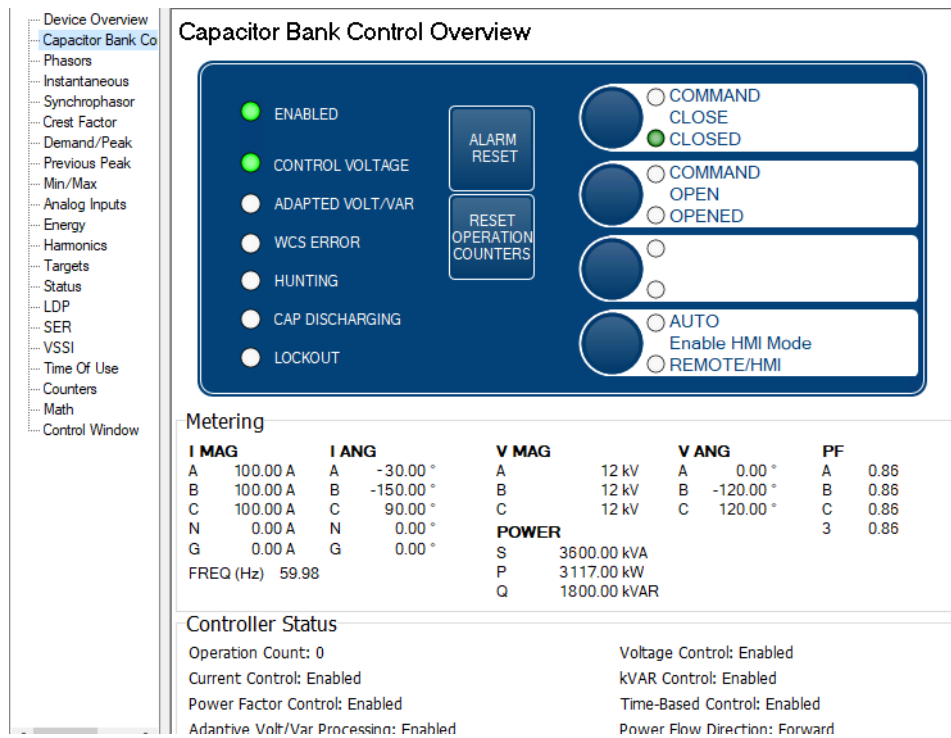 Device Overview
Capacitor Bank Co
Phasors
Instantaneous
Synchrophasor
Crest Factor
Demand/Peak
Previous Peak
Min/Max
Analog Inputs
Energy
Harmonics
Targets
Status
LDP
SER
VSSI
Time Of Use
Counters
Math
Control Window
Capacitor Bank Control Overview
ENABLED
CONTROL VOLTAGE
ADAPTED VOLT/VAR
WCS ERROR
HUNTING
CAP DISCHARGING
LOCKOUT
ALARM
RESET
RESET
OPERATION
COUNTERS
COMMAND
CLOSE
CLOSED
COMMAND
OPEN
OPENED
AUTO
Enable HMI Mode
REMOTE/HMI
Metering
I MAG I ANG V MAG V ANG PF
A 100.00 A A -30.00 ° A 12 kV A 0.00 ° A 0.86
B 100.00 A B -150.00 ° B 12 kV B -120.00 ° B 0.86
C 100.00 A C 90.00 ° C 12 kV C 120.00 ° C 0.86
N 0.00 A N 0.00 ° POWER 3 0.86
G 0.00 A G 0.00 ° S 3600.00 kVA
FREQ (Hz) 59.98 P 3117.00 kW
Q 1800.00 kVAR
Controller Status
Operation Count: 0 Voltage Control: Enabled
Current Control: Enabled kVAR Control: Enabled
Power Factor Control: Enabled Time-Based Control: Enabled
Adaptive Volt/Var Processing: Enabled Power Flow Direction: Forward